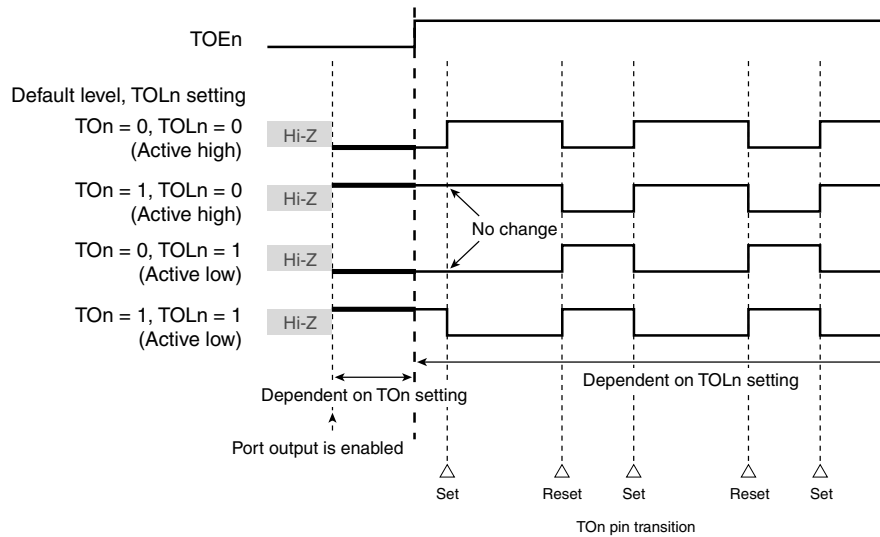 TOEn
Default level, TOLn setting
TOn = 0, TOLn = 0
(Active high)
Hi-Z
TOn = 1, TOLn = 0
(Active high)
Hi-Z
No change
TOn = 0, TOLn = 1
(Active low)
Hi-Z
TOn = 1, TOLn = 1
(Active low)
Hi-Z
Dependent on TOn setting
Dependent on TOLn setting
Port output is enabled
Set
Reset
Set
Reset
Set
TOn pin transition